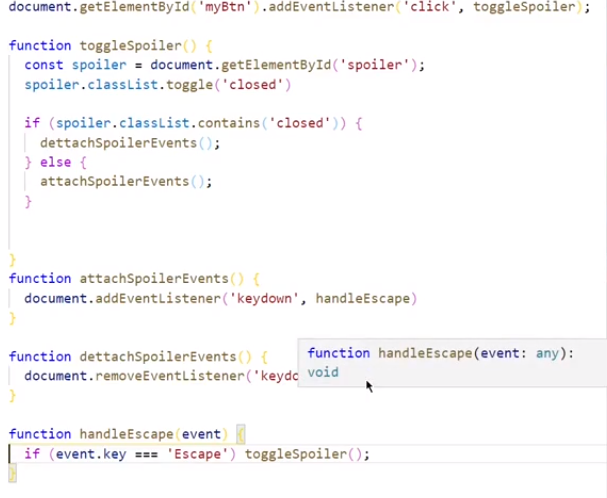 document.getElementById('myBtn').addEventListener('click', toggleSpoiler);
function toggleSpoiler() {
const spoiler = document.getElementById('spoiler');
spoiler.classList.toggle('closed')
if (spoiler.classList.contains('closed')) {
dettachSpoilerEvents();
} else {
attachSpoilerEvents();
}
}
function attachSpoilerEvents() {
document.addEventListener('keydown', handleEscape)
}
function dettachSpoilerEvents() {
document.removeEventListener('keydo
}
function handleEscape(event: any):
void
function handleEscape(event) {
if (event.key === 'Escape') toggleSpoiler();
}